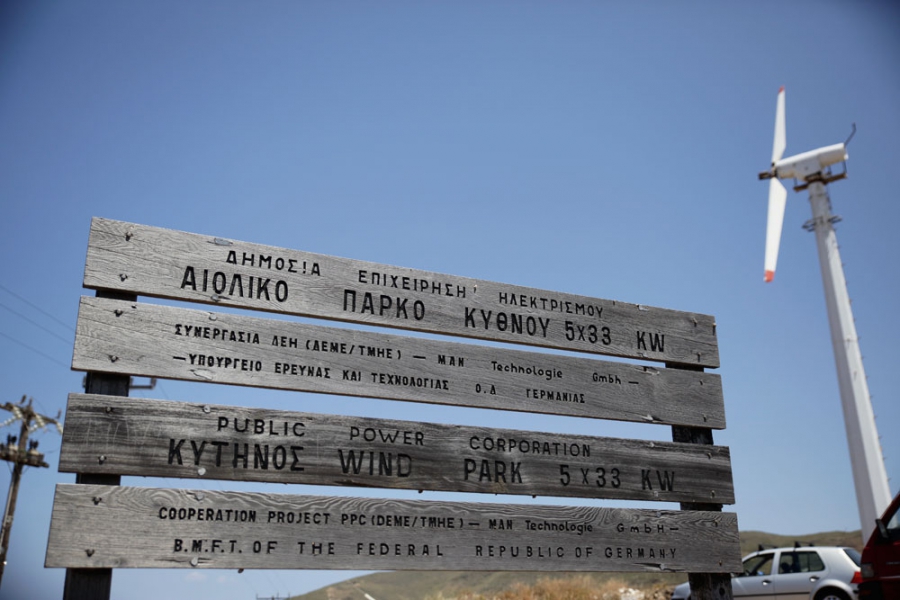 ΔΗΜΟΣΙΑ ΕΠΙΧΕΙΡΗΣΗ ΗΛΕΚΤΡΙΣΜΟΥ
ΑΙΟΛΙΚΟ ΠΑΡΚΟ ΚΥΘΝΟΥ 5x33 KW
ΣΥΝΕΡΓΑΣΙΑ ΔΕΗ (ΔΕΜΕ/ΤΜΗΕ) — MAN Technologie GmbH —
— ΥΠΟΥΡΓΕΙΟ ΕΡΕΥΝΑΣ ΚΑΙ ΤΕΧΝΟΛΟΓΙΑΣ Ο.Δ ΓΕΡΜΑΝΙΑΣ
PUBLIC POWER CORPORATION
KYTHNOΣ WIND PARK 5x33 KW
COOPERATION PROJECT PPC (DEME/TMHE) — MAN Technologie GmbH —
B.M.F.T. OF THE FEDERAL REPUBLIC OF GERMANY